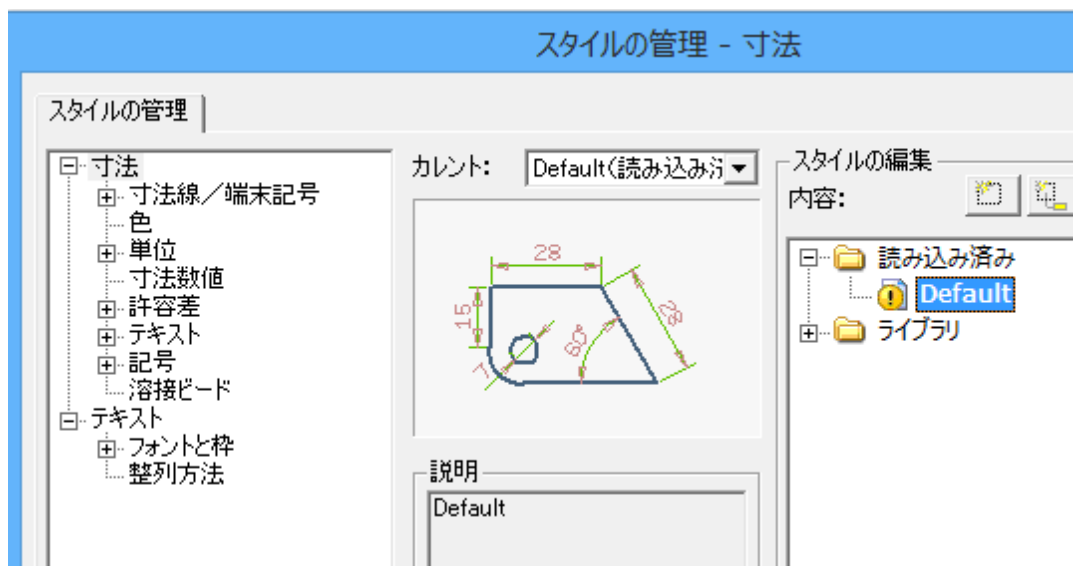 スタイルの管理 - 寸法
スタイルの管理
寸法
寸法線／端末記号
色
単位
寸法数値
許容差
テキスト
記号
溶接ビード
テキスト
フォントと枠
整列方法
カレント:
Default(読み込み済
28
15
7
60°
説明
Default
スタイルの編集
内容:
読み込み済み
Default
ライブラリ